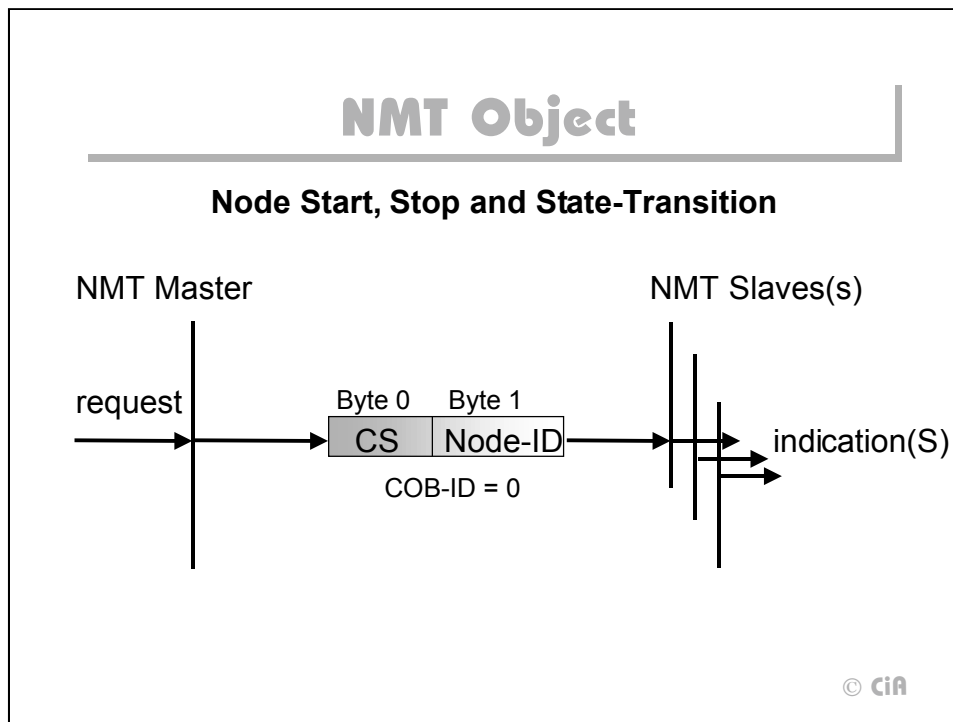 NMT Object
Node Start, Stop and State-Transition
NMT Master
NMT Slaves(s)
request
Byte 0 Byte 1
CS Node-ID
indication(S)
COB-ID = 0
© CiA